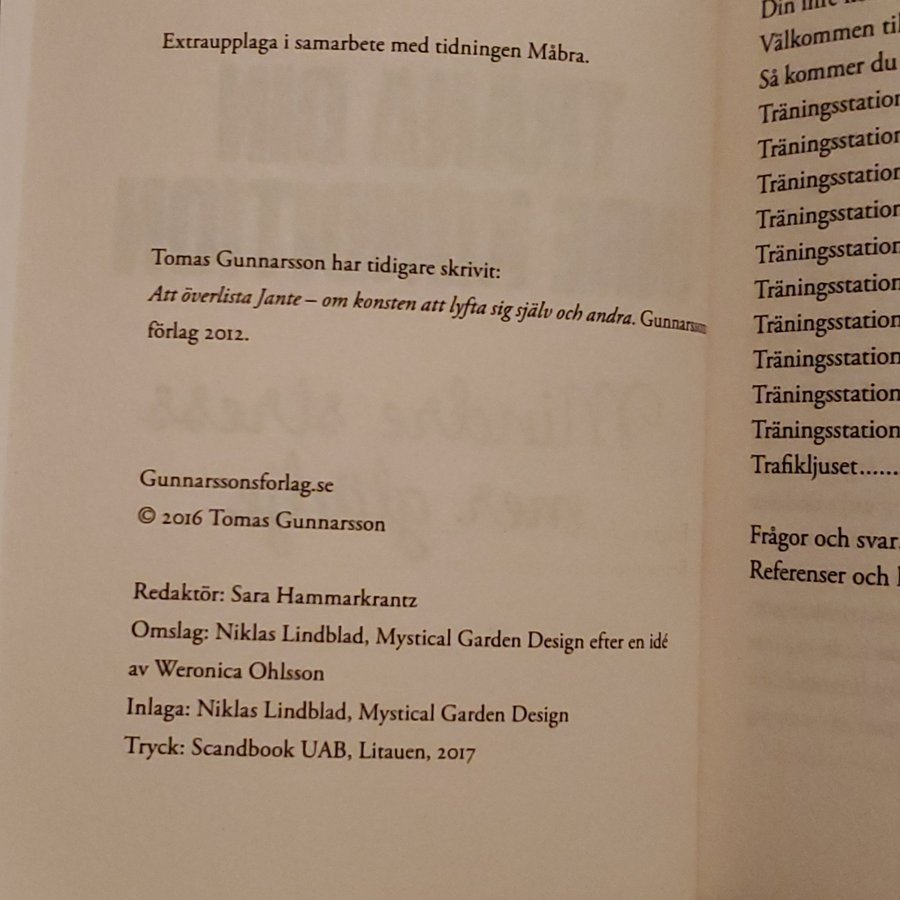 Extraupplaga i samarbete med tidningen Måbra.
Tomas Gunnarsson har tidigare skrivit:
Att överlista Jante – om konsten att lyfta sig själv och andra. Gunnarsson
förlag 2012.
Gunnarssonsforlag.se
© 2016 Tomas Gunnarsson
Redaktör: Sara Hammarkrantz
Omslag: Niklas Lindblad, Mystical Garden Design efter en idé
av Weronica Ohlsson
Inlaga: Niklas Lindblad, Mystical Garden Design
Tryck: Scandbook UAB, Litauen, 2017
Din
Välkommen
Så kommer du
Träningsstation
Träningsstation
Träningsstation
Träningsstation
Träningsstation
Träningsstation
Träningsstation
Träningsstation
Träningsstation
Träningsstation
Trafikljuset......
Frågor och svar.
Referenser och